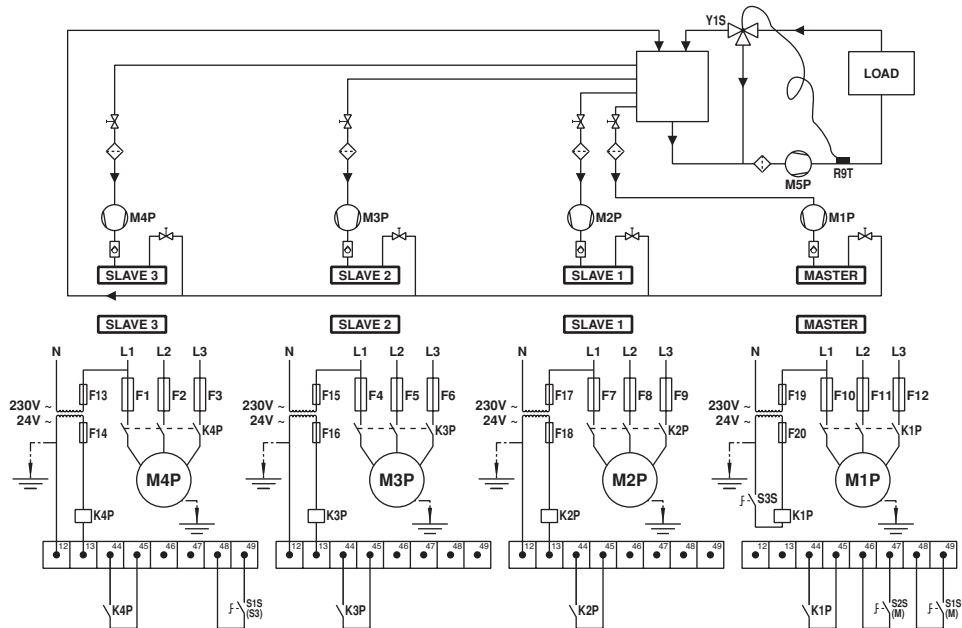 Y1S
LOAD
R9T
M5P
M4P
M3P
M2P
M1P
SLAVE 3
SLAVE 2
SLAVE 1
MASTER
SLAVE 3
SLAVE 2
SLAVE 1
MASTER
N L1 L2 L3
N L1 L2 L3
N L1 L2 L3
N L1 L2 L3
F13 F1 F2 F3
230V ~
24V ~
F14 K4P
M4P
K4P
F15 F4 F5 F6
230V ~
24V ~
F16 K3P
M3P
K3P
F17 F7 F8 F9
230V ~
24V ~
F18 K2P
M2P
K2P
F19 F10 F11 F12
230V ~
24V ~
F20 K1P
M1P
S3S
K1P
12 13 44 45 46 47 48 49
12 13 44 45 46 47 48 49
12 13 44 45 46 47 48 49
12 13 44 45 46 47 48 49
K4P
S1S
(S3)
K3P
K2P
K1P
S2S
(M)
S1S
(M)